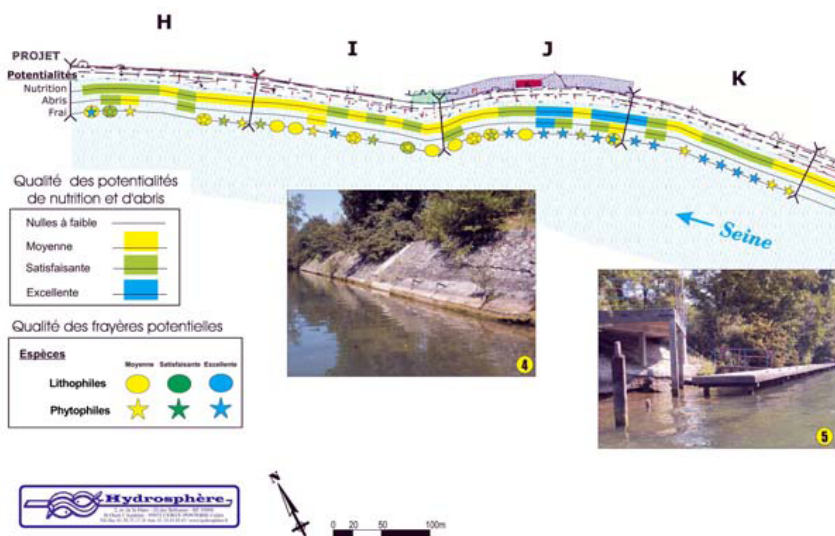 H
I
J
K
PROJET
Potentialités
Nutrition
Abris
Frai
Qualité des potentialités
de nutrition et d'abris
Nulles à faible
Moyenne
Satisfaisante
Excellente
Seine
Qualité des frayères potentielles
Espèces
Moyenne Satisfaisante Excellente
Lithophiles
Phytophiles
4
5
Hydrosphère
N
0 20 50 100m